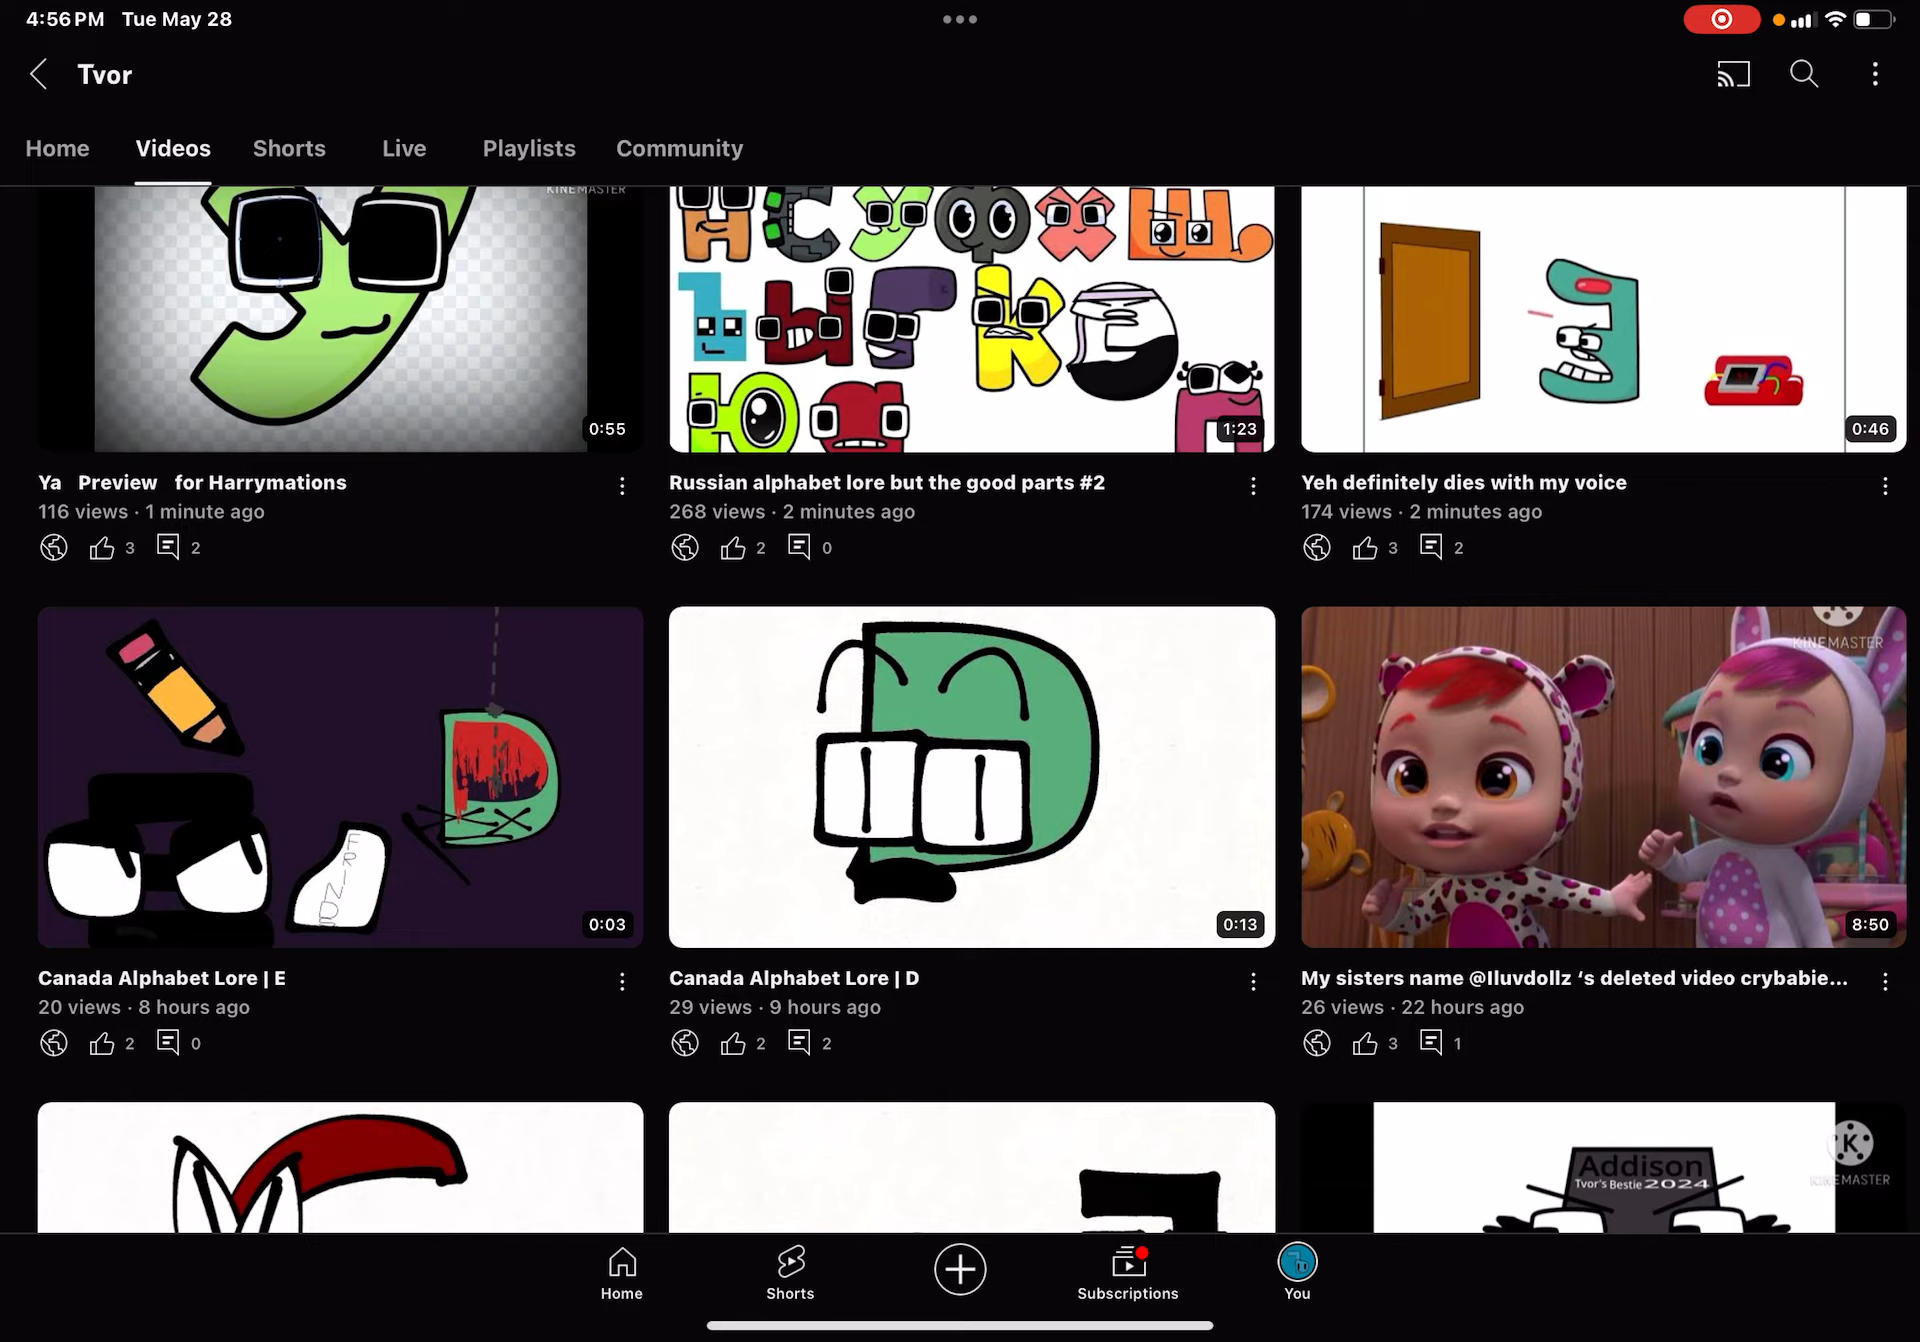 4:56 PM Tue May 28
Tvor
Home Videos Shorts Live Playlists Community
KINEMASTER
0:55
1:23
0:46
Ya Preview for Harrymations
116 views · 1 minute ago
3 2
Russian alphabet lore but the good parts #2
268 views · 2 minutes ago
2 0
Yeh definitely dies with my voice
174 views · 2 minutes ago
3 2
FRINDS
0:03
0:13
KINEMASTER
8:50
Canada Alphabet Lore | E
20 views · 8 hours ago
2 0
Canada Alphabet Lore | D
29 views · 9 hours ago
2 2
My sisters name @Iluvdollz ‘s deleted video crybabie...
26 views · 22 hours ago
3 1
Addison
Tvor's Bestie 2024
K
KINEMASTER
Home Shorts Subscriptions You